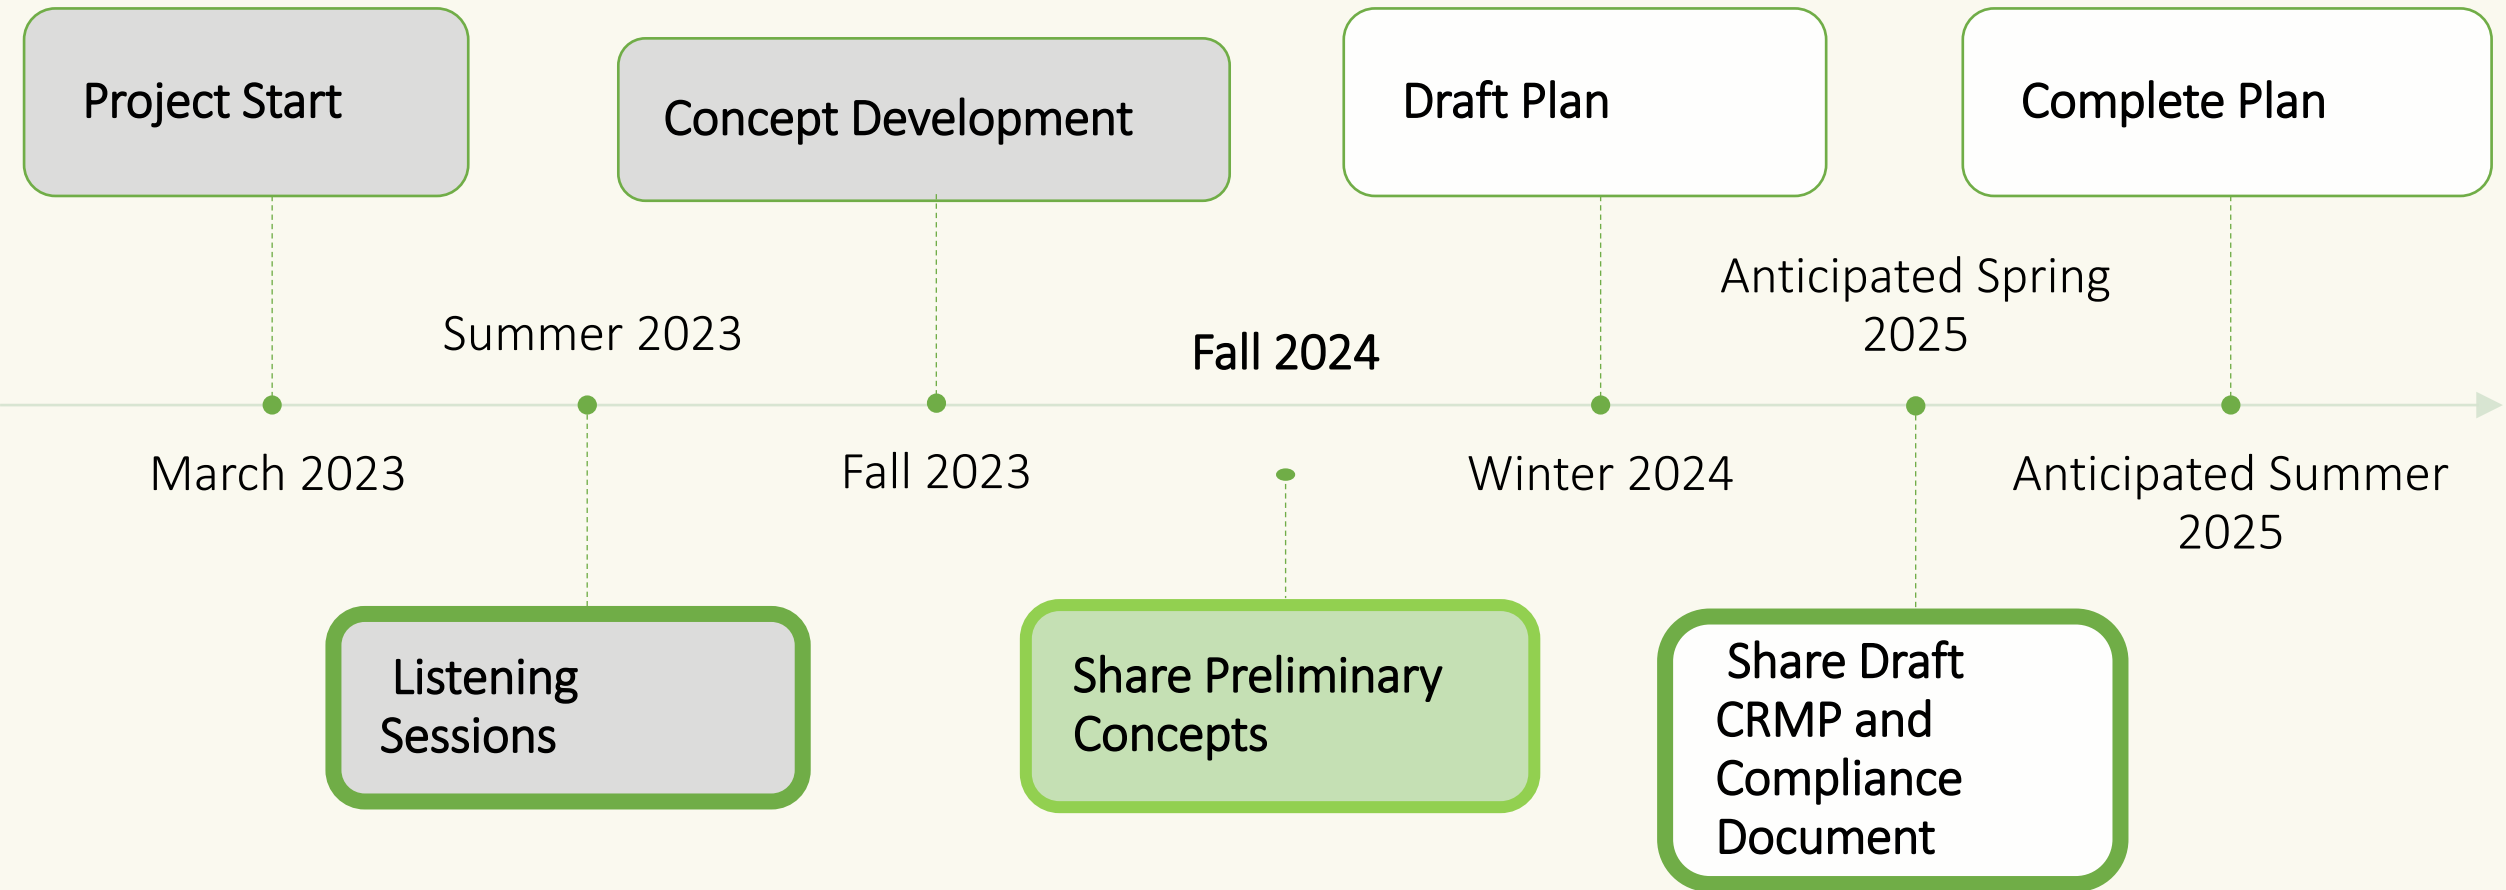 Project Start
Concept Development
Draft Plan
Complete Plan
Summer 2023
Fall 2024
Anticipated Spring
2025
March 2023
Fall 2023
Winter 2024
Anticipated Summer
2025
Listening
Sessions
Share Preliminary
Concepts
Share Draft
CRMP and
Compliance
Document